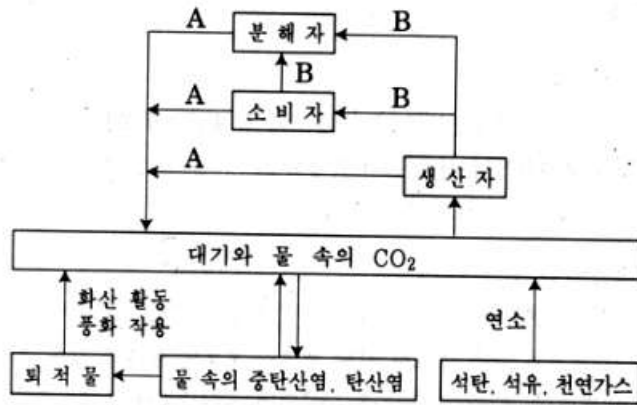 A
분 해 자
B
B
A
소 비 자
B
A
생 산 자
대기와 물 속의 CO₂
화산 활동
풍화 작용
연소
퇴 적 물
물 속의 중탄산염, 탄산염
석탄, 석유, 천연가스